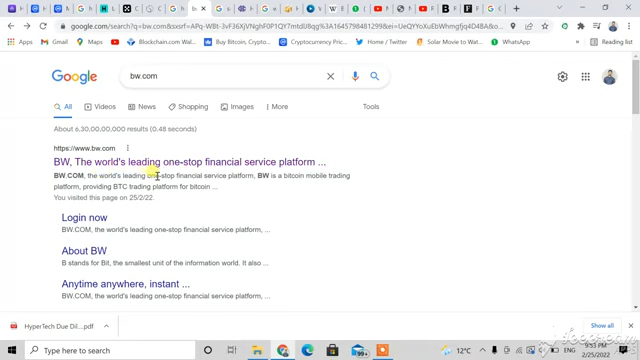 google.com/search?q=bw.com
Apps
Gmail
YouTube
Maps
Blockchain.com Wall...
Buy Bitcoin, Crypto...
Cryptocurrency Pric...
Home / Twitter
Solar Movie to Wat...
WhatsApp
Reading list
Google
bw.com
All
Videos
News
Shopping
Images
More
Tools
About 6,30,00,00,000 results (0.48 seconds)
https://www.bw.com
BW, The world's leading one-stop financial service platform ...
BW.COM, the world's leading one-stop financial service platform, BW is a bitcoin mobile trading
platform, providing BTC trading platform for bitcoin ...
You visited this page on 25/2/22.
Login now
BW.COM, the world's leading one-stop financial service platform, ...
About BW
B stands for Bit, the smallest unit of the information world. It also ...
Anytime anywhere, instant ...
BW.COM, the world's leading one-stop financial service platform, ...
HyperTech Due Dil....pdf
Show all
Type here to search
99+
12°C
9:53 PM
2/25/2022